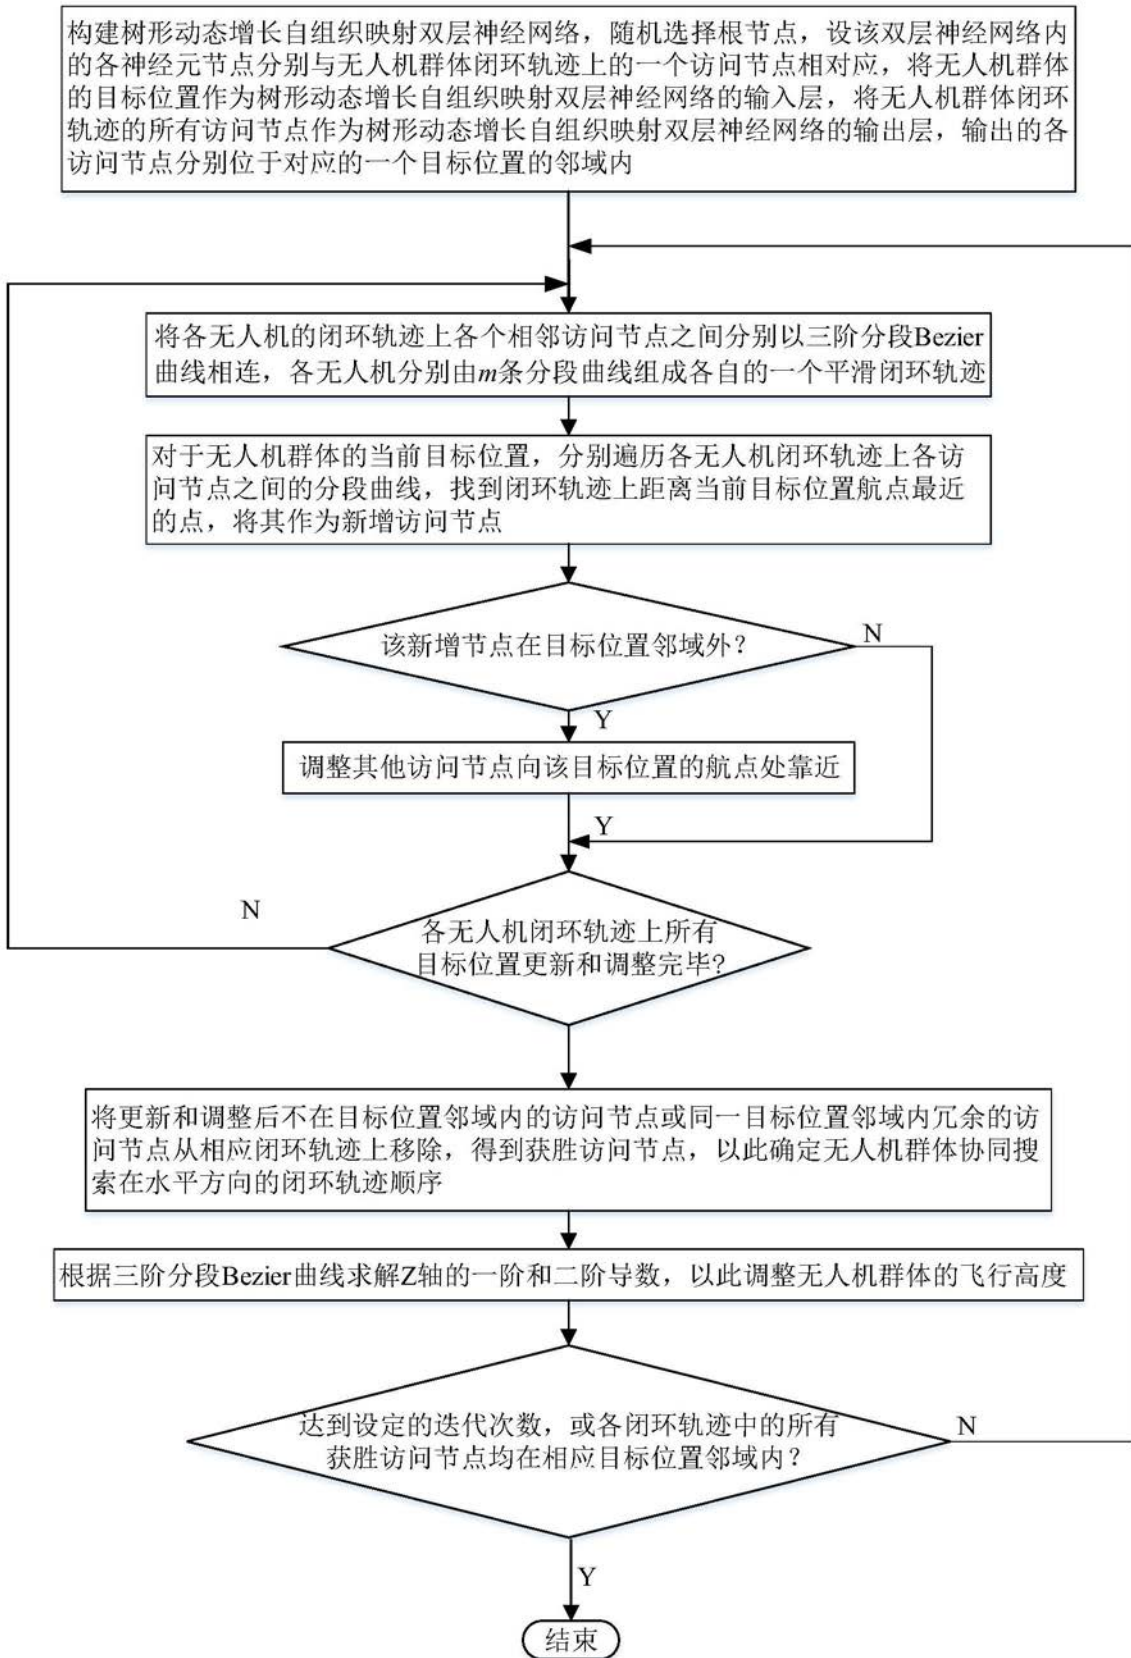 构建树形动态增长自组织映射双层神经网络，随机选择根节点，设该双层神经网络内
的各神经元节点分别与无人机群体闭环轨迹上的一个访问节点相对应，将无人机群体
的目标位置作为树形动态增长自组织映射双层神经网络的输入层，将无人机群体闭环
轨迹的所有访问节点作为树形动态增长自组织映射双层神经网络的输出层，输出的各
访问节点分别位于对应的一个目标位置的邻域内
将各无人机的闭环轨迹上各个相邻访问节点之间分别以三阶分段Bezier
曲线相连，各无人机分别由m条分段曲线组成各自的一个平滑闭环轨迹
对于无人机群体的当前目标位置，分别遍历各无人机闭环轨迹上各访
问节点之间的分段曲线，找到闭环轨迹上距离当前目标位置航点最近
的点，将其作为新增访问节点
该新增节点在目标位置邻域外？
N
Y
调整其他访问节点向该目标位置的航点处靠近
Y
N
各无人机闭环轨迹上所有
目标位置更新和调整完毕?
将更新和调整后不在目标位置邻域内的访问节点或同一目标位置邻域内冗余的访
问节点从相应闭环轨迹上移除，得到获胜访问节点，以此确定无人机群体协同搜
索在水平方向的闭环轨迹顺序
根据三阶分段Bezier曲线求解Z轴的一阶和二阶导数，以此调整无人机群体的飞行高度
达到设定的迭代次数，或各闭环轨迹中的所有
获胜访问节点均在相应目标位置邻域内？
N
Y
结束